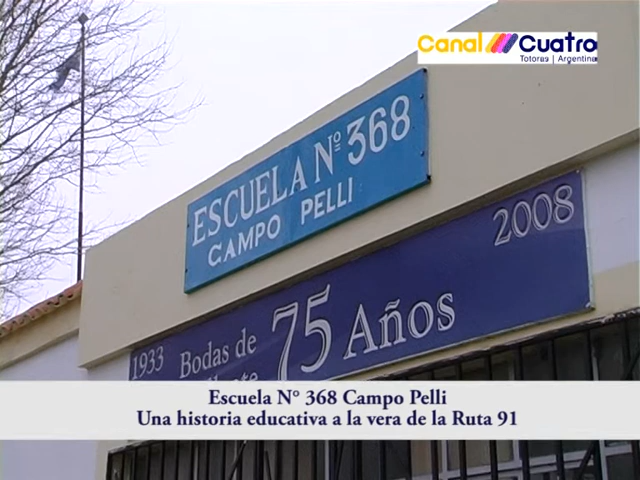 Canal Cuatro
Totoras | Argentina
ESCUELA Nº 368
CAMPO PELLI
2008
1933 Bodas de 75 Años
Escuela N° 368 Campo Pelli
Una historia educativa a la vera de la Ruta 91